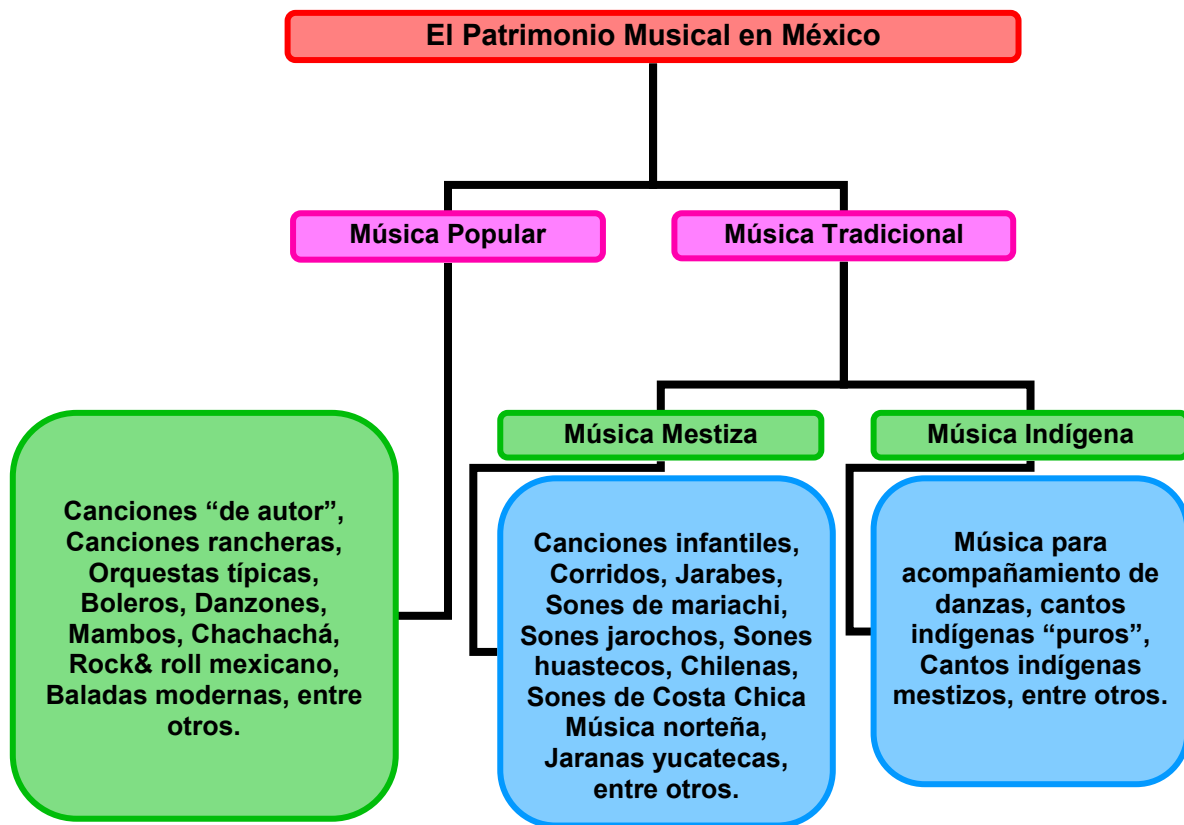 El Patrimonio Musical en México
Música Popular
Música Tradicional
Música Mestiza
Música Indígena
Canciones “de autor”,
Canciones rancheras,
Orquestas típicas,
Boleros, Danzones,
Mambos, Chachachá,
Rock& roll mexicano,
Baladas modernas, entre
otros.
Canciones infantiles,
Corridos, Jarabes,
Sones de mariachi,
Sones jarochos, Sones
huastecos, Chilenas,
Sones de Costa Chica
Música norteña,
Jaranas yucatecas,
entre otros.
Música para
acompañamiento de
danzas, cantos
indígenas “puros”,
Cantos indígenas
mestizos, entre otros.